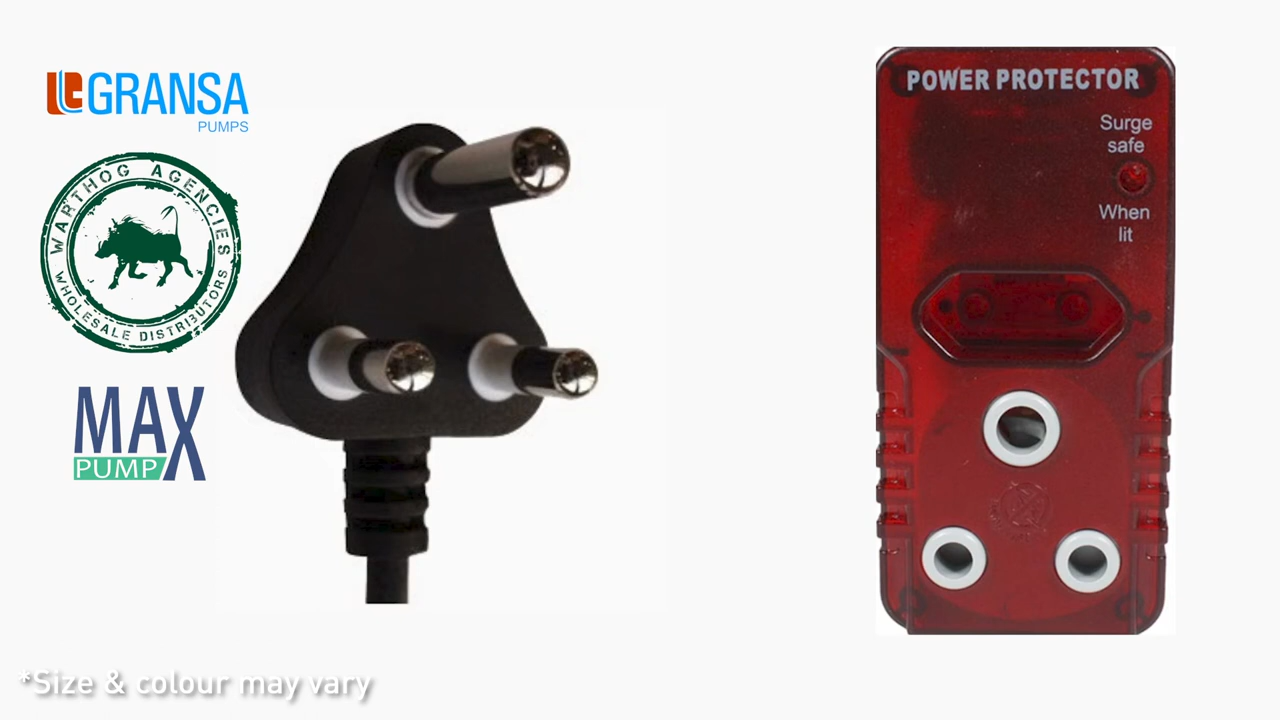 GRANSA
PUMPS
WARTHOG AGENCIES
WHOLESALE DISTRIBUTORS
MAX
PUMP
POWER PROTECTOR
Surge
safe
When
lit
*Size & colour may vary